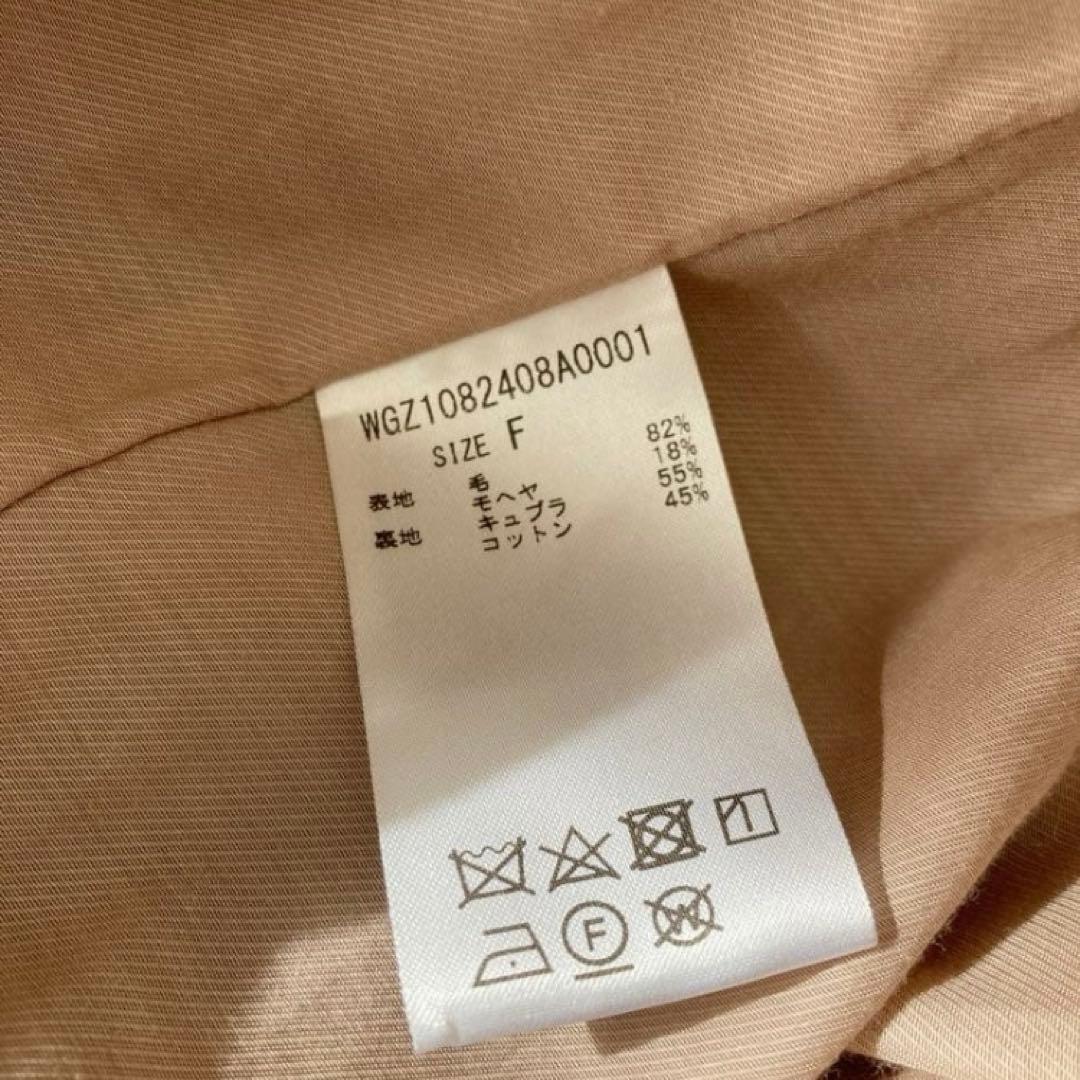 WGZ1082408A0001
SIZE F
表地 毛 82%
モヘヤ 18%
裏地 キュプラ 55%
コットン 45%
F
W